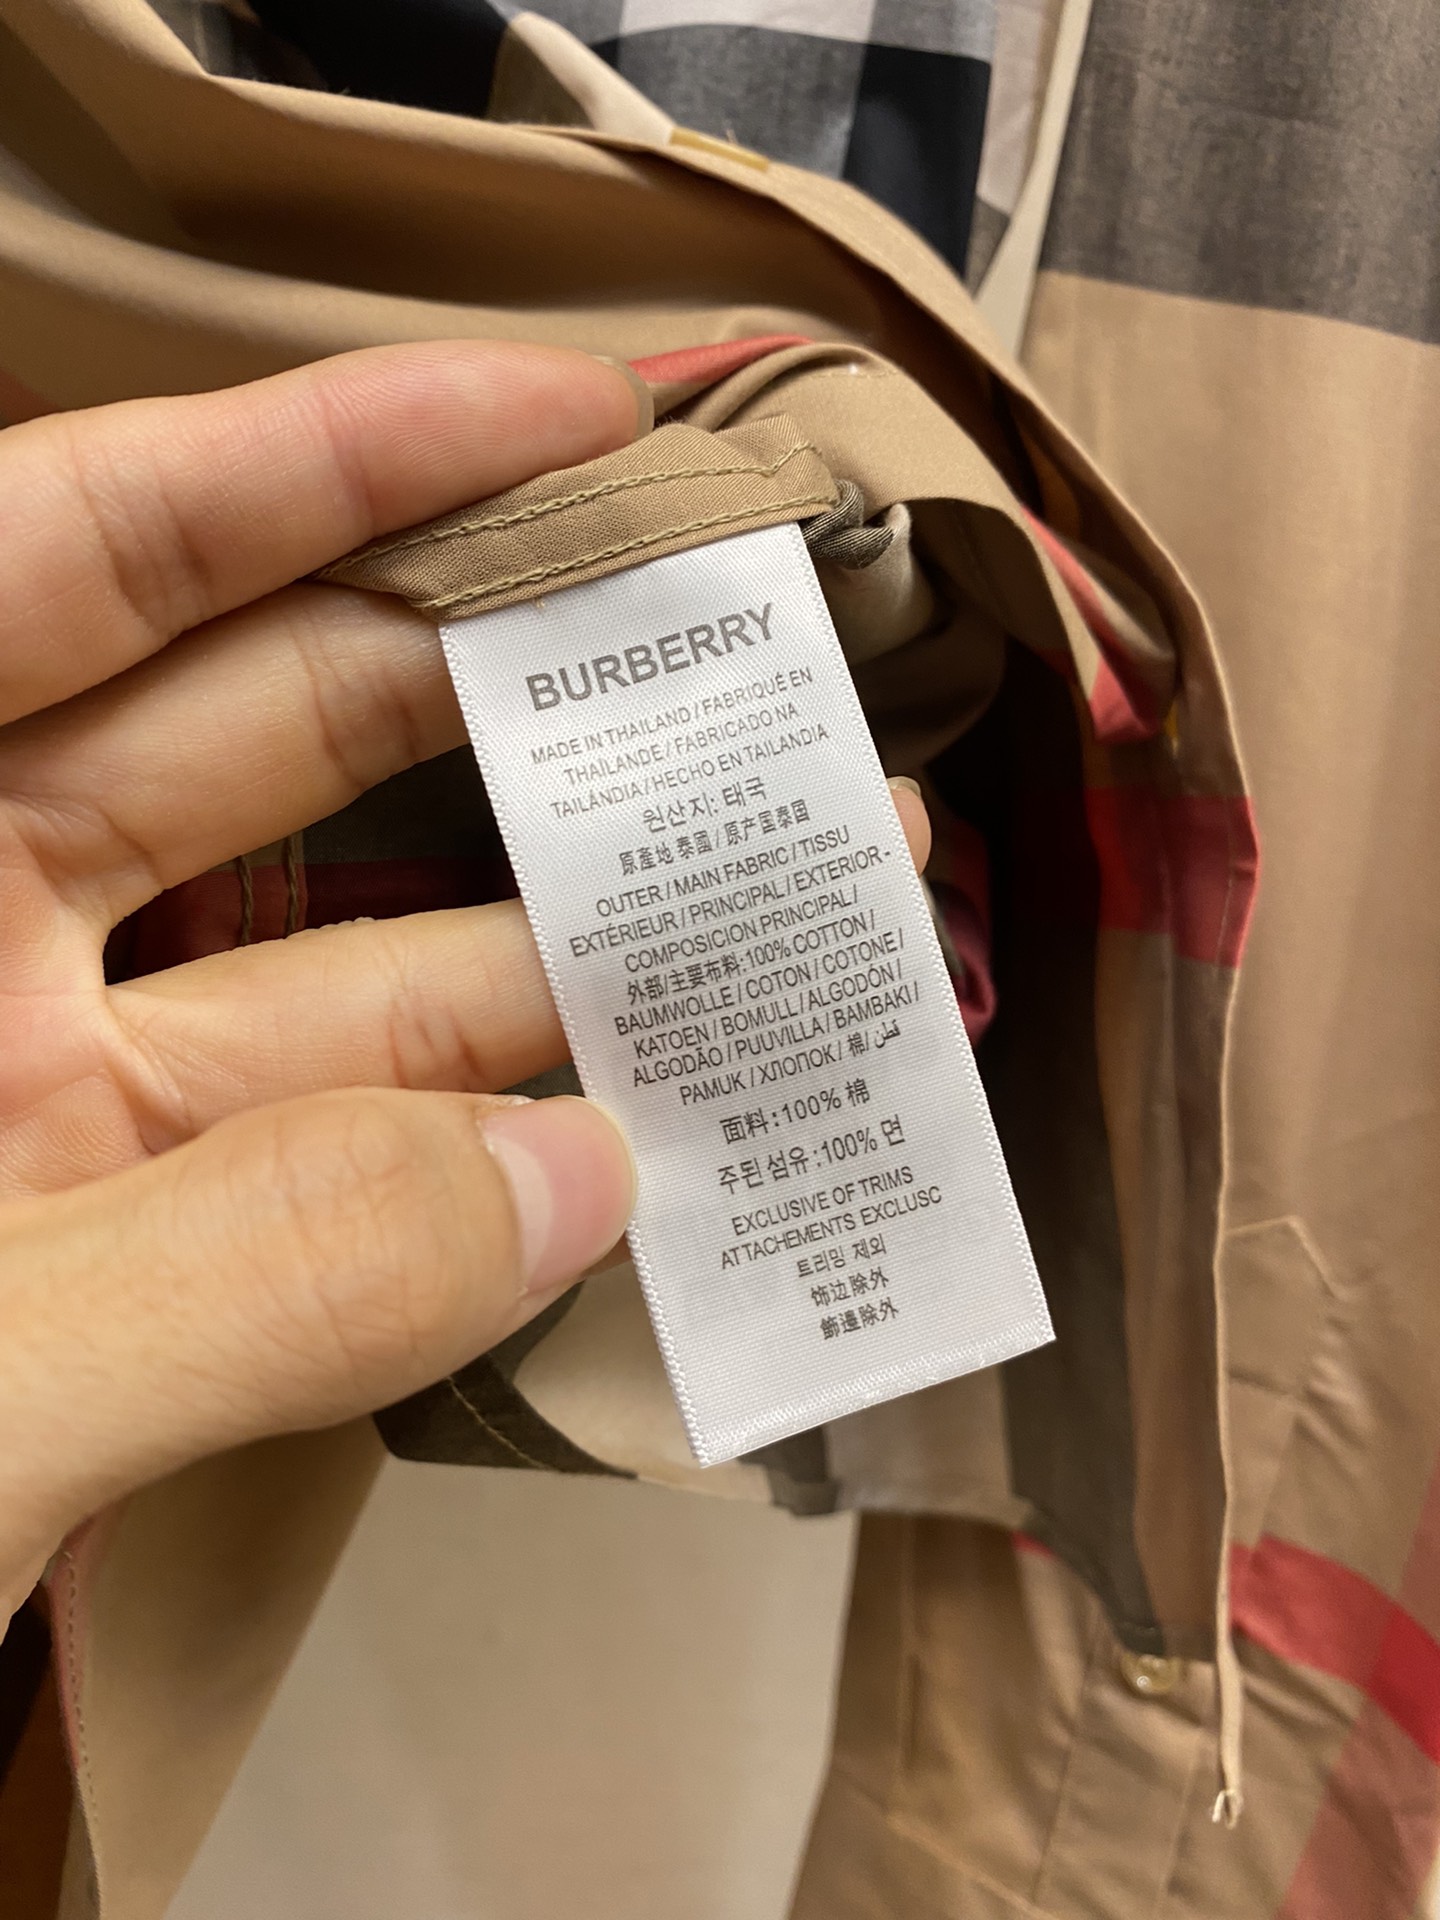 BURBERRY
MADE IN THAILAND / FABRIQUÉ EN
THAÏLANDE / FABRICADO NA
TAILÂNDIA / HECHO EN TAILANDIA
원산지: 태국
原產地 泰國 / 原产国泰国
OUTER / MAIN FABRIC / TISSU
EXTÉRIEUR / PRINCIPAL / EXTERIOR -
COMPOSICION PRINCIPAL /
外部/主要布料:100% COTTON /
BAUMWOLLE / COTON / COTONE /
KATOEN / BOMULL / ALGODÓN /
ALGODÃO / PUUVILLA / BAMBAKI /
PAMUK / ХЛОПОК / 棉/ قطن
面料:100% 棉
주된 섬유:100% 면
EXCLUSIVE OF TRIMS
ATTACHEMENTS EXCLUSC
트리밍 제외
饰边除外
飾邊除外